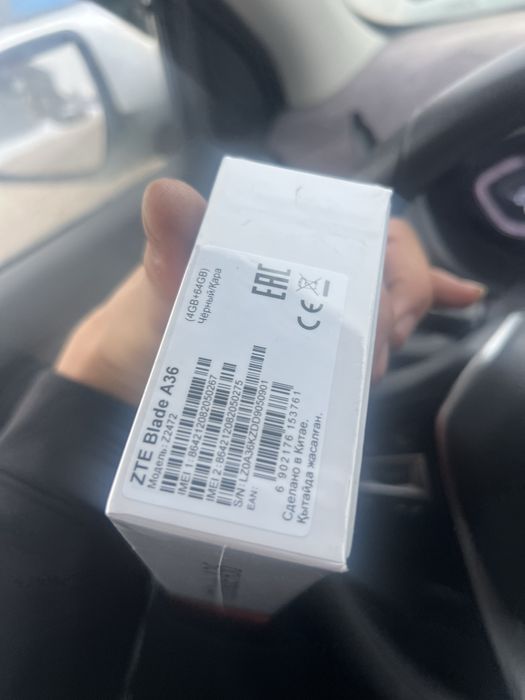 ZTE Blade A36
(4GB+64GB)
Модель: Z2472
Чёрный/Қара
IMEI 1: 864212082050267
IMEI 2: 864212082050275
S/N: LZ0A36KZDD9050901
EAN:
6 902176 153761
Сделано в Китае.
Қытайда жасалған.
EAC
CE